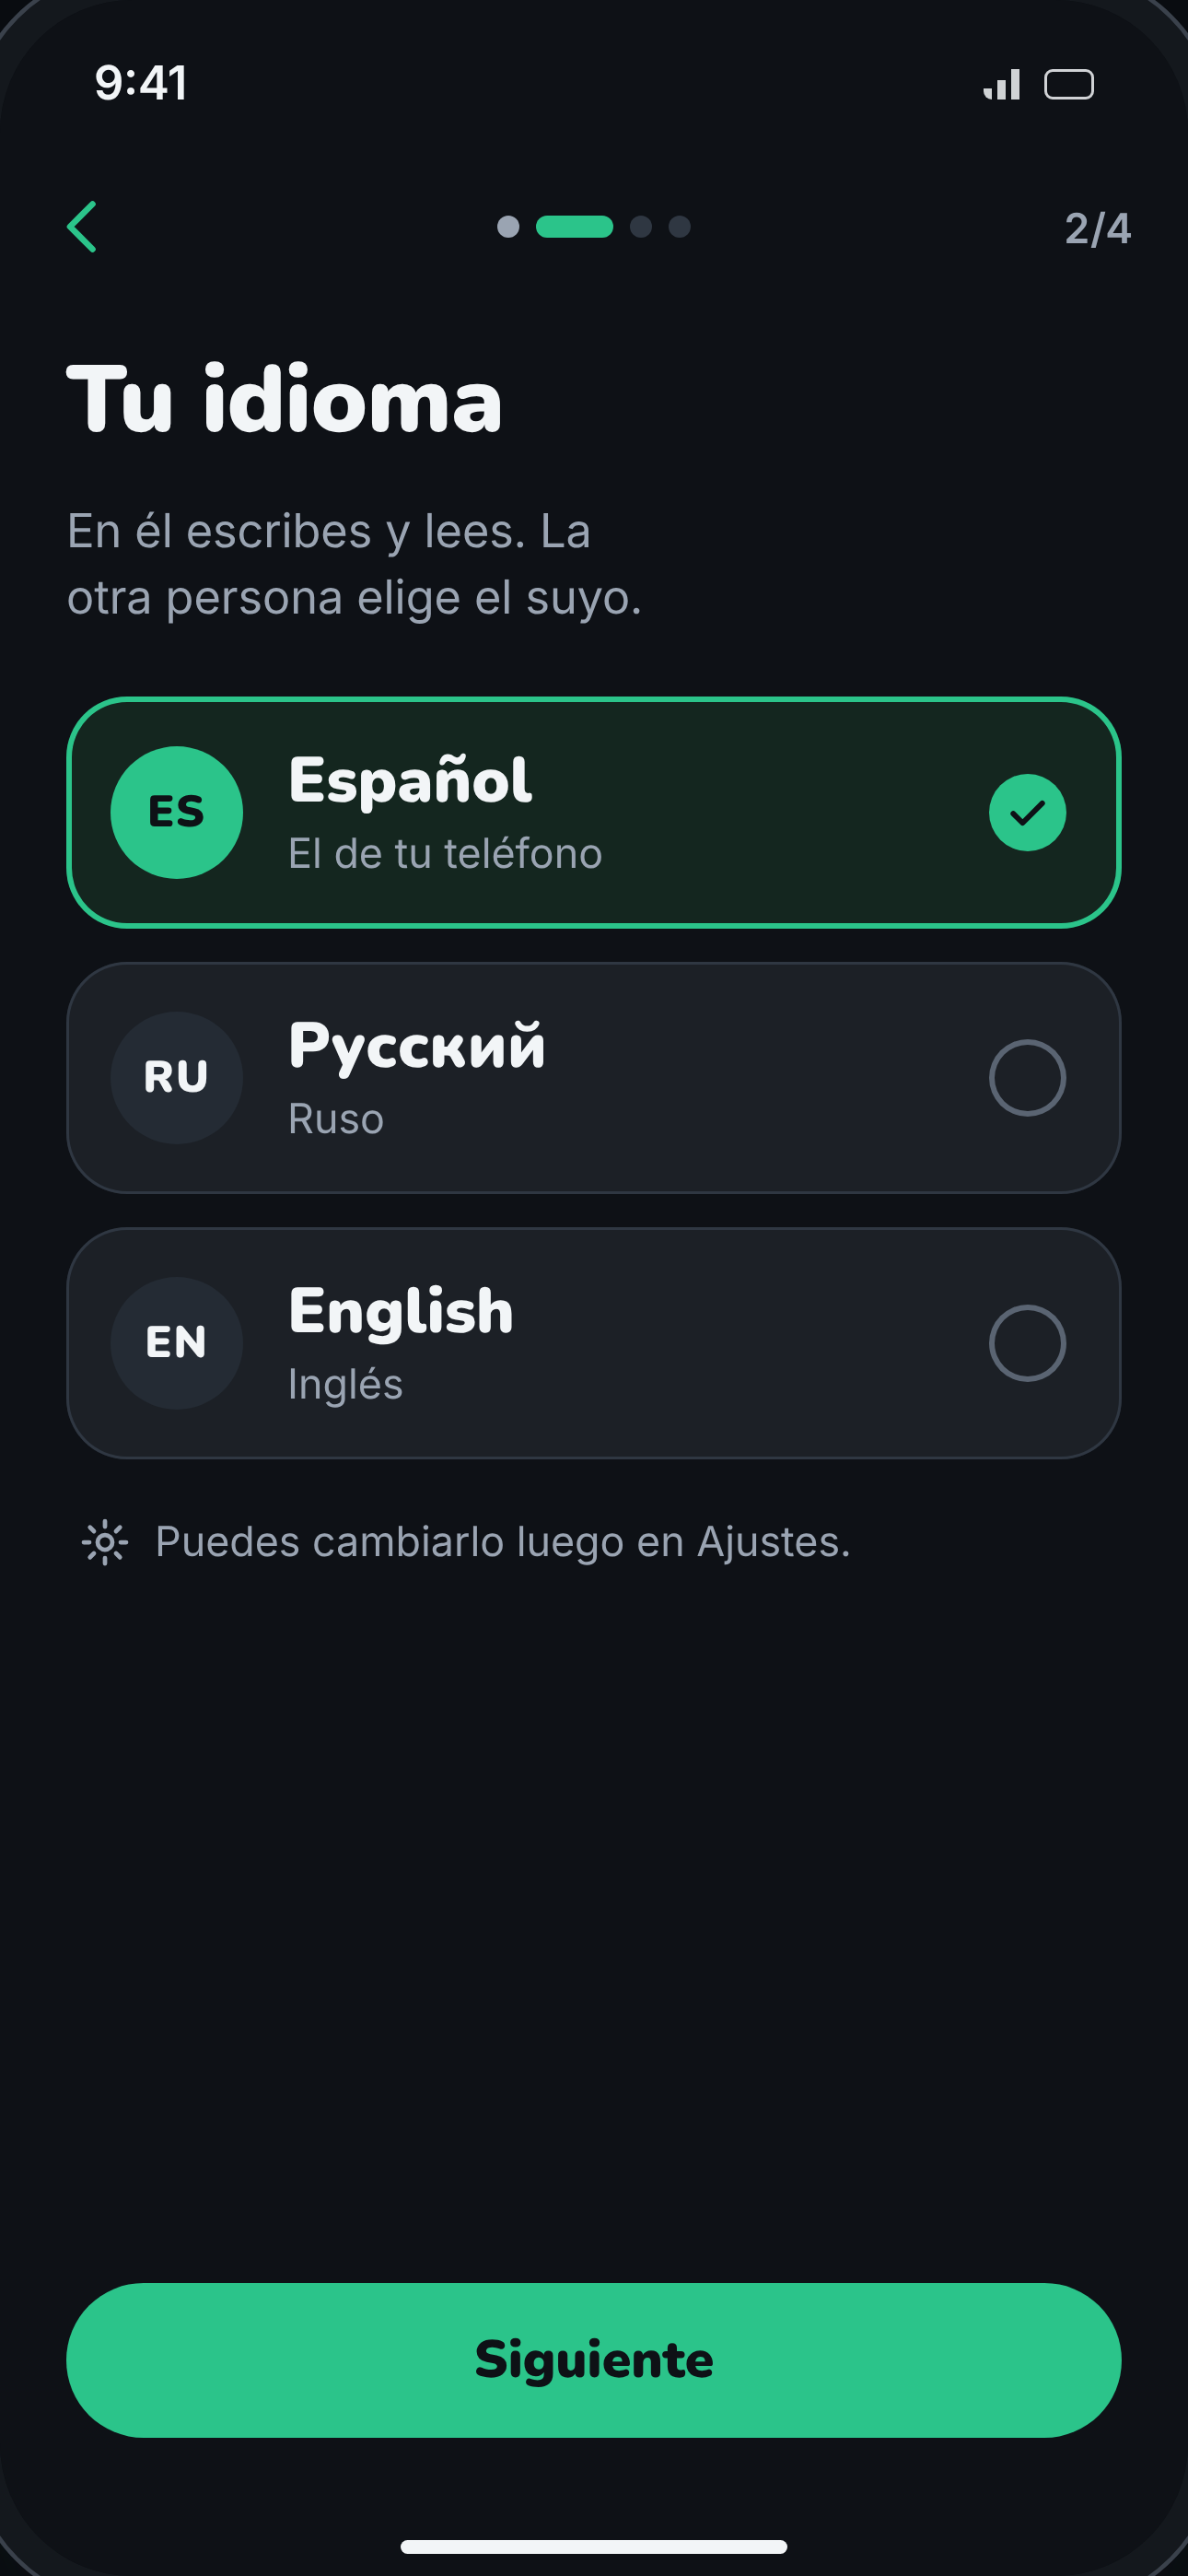 9:41
2/4
Tu idioma
En él escribes y lees. La
otra persona elige el suyo.
ES
Español
El de tu teléfono
RU
Русский
Ruso
EN
English
Inglés
Puedes cambiarlo luego en Ajustes.
Siguiente